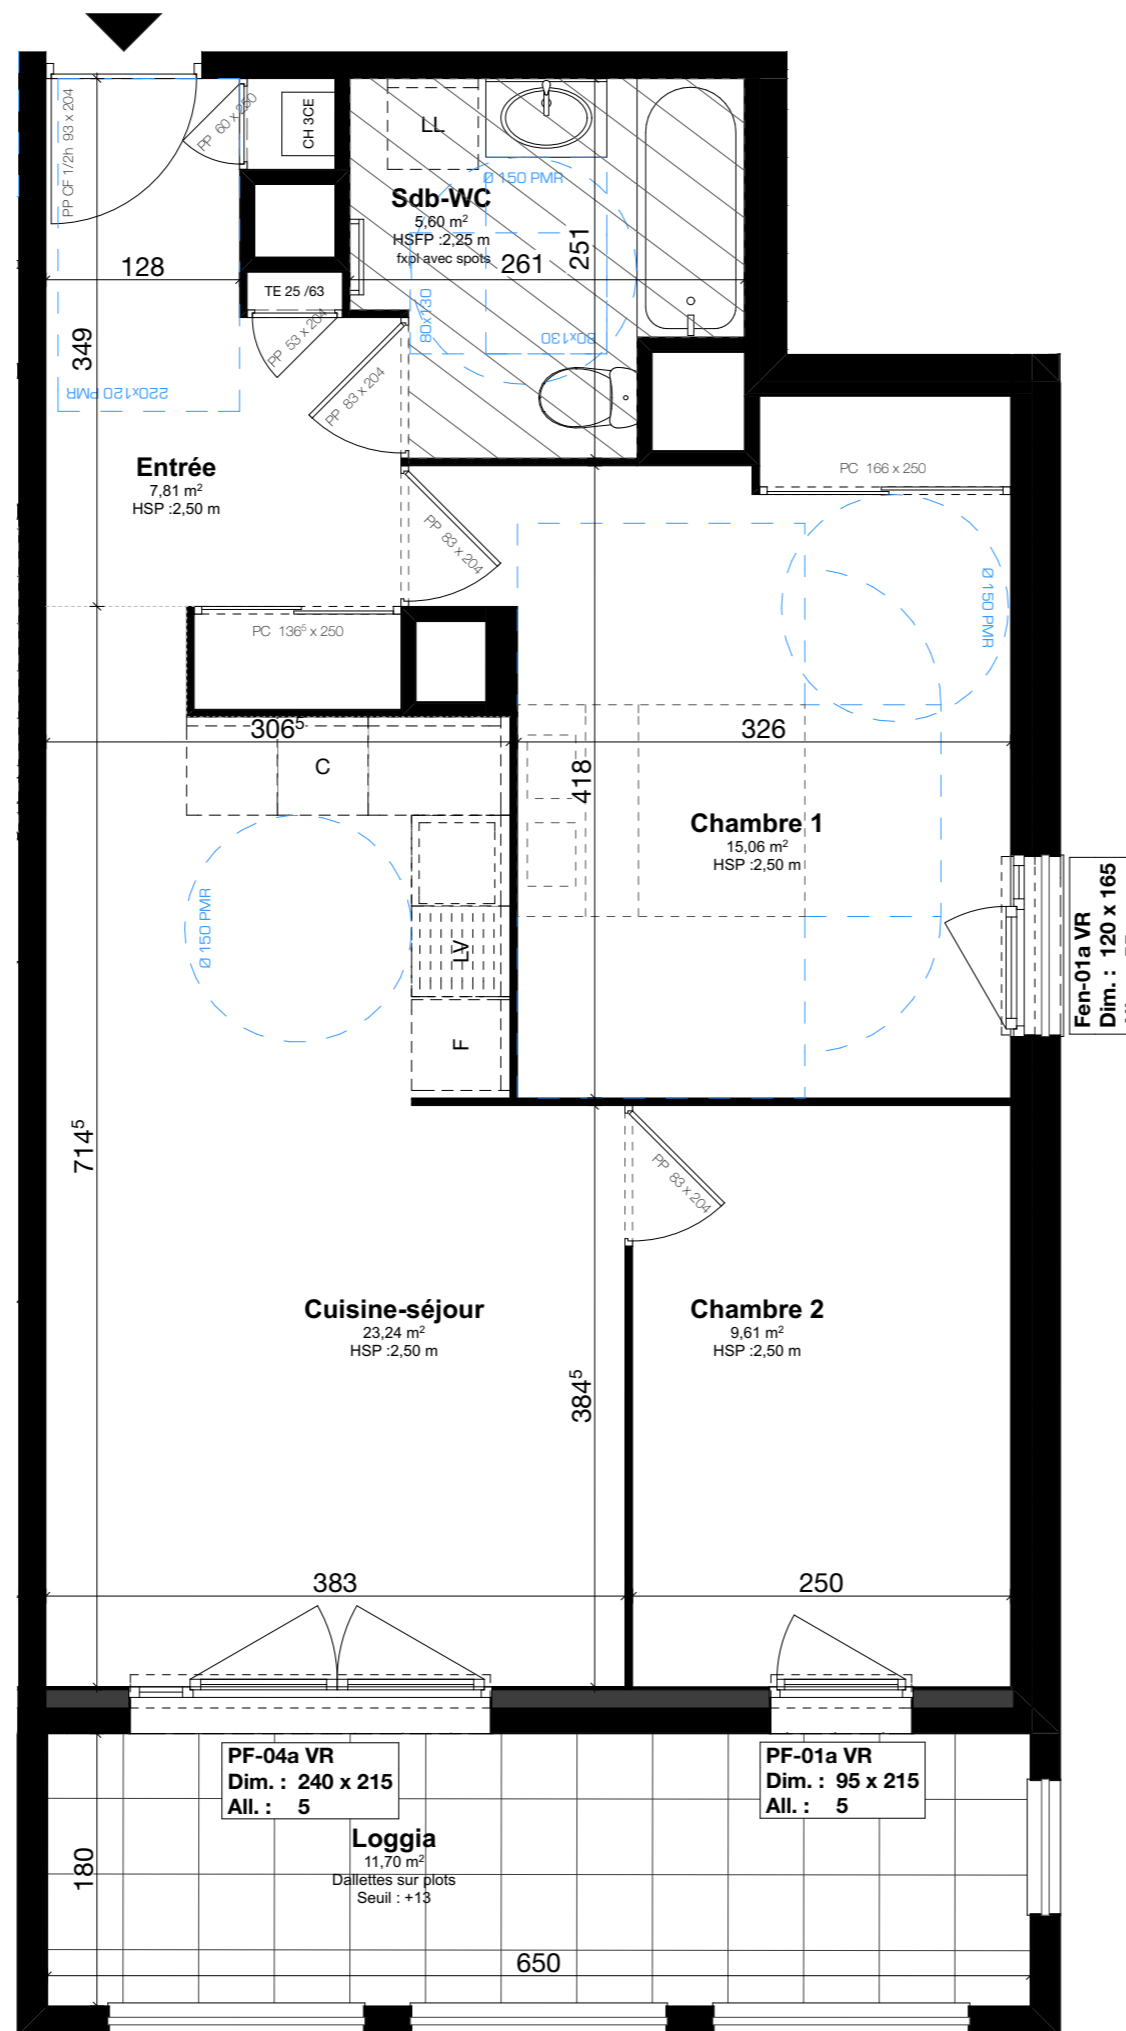 PP CF 1/2h 93 x 204
PP 60 x 250
CH 3CE
LL
Ø 150 PMR
Sdb-WC
5,60 m²
HSFP :2,25 m
fxpl avec spots
261
251
128
TE 25 /63
PP 53 x 204
80x130
80x130
349
220x120 PMR
PP 83 x 204
Entrée
7,81 m²
HSP :2,50 m
PP 83 x 204
PC 166 x 250
Ø 150 PMR
PC 136⁵ x 250
306⁵
326
C
418
Chambre 1
15,06 m²
HSP :2,50 m
Ø 150 PMR
LV
F
Fen-01a VR
Dim. : 120 x 165
714⁵
PP 83 x 204
Cuisine-séjour
23,24 m²
HSP :2,50 m
Chambre 2
9,61 m²
HSP :2,50 m
384⁵
383
250
PF-04a VR
Dim. : 240 x 215
All. : 5
PF-01a VR
Dim. : 95 x 215
All. : 5
Loggia
11,70 m²
Dallettes sur plots
Seuil : +13
180
650